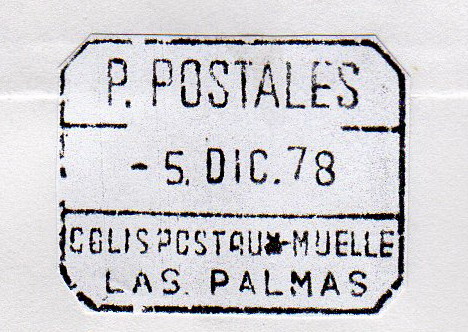 P. POSTALES
- 5. DIC. 78
COLIS POSTAUX-MUELLE
LAS. PALMAS